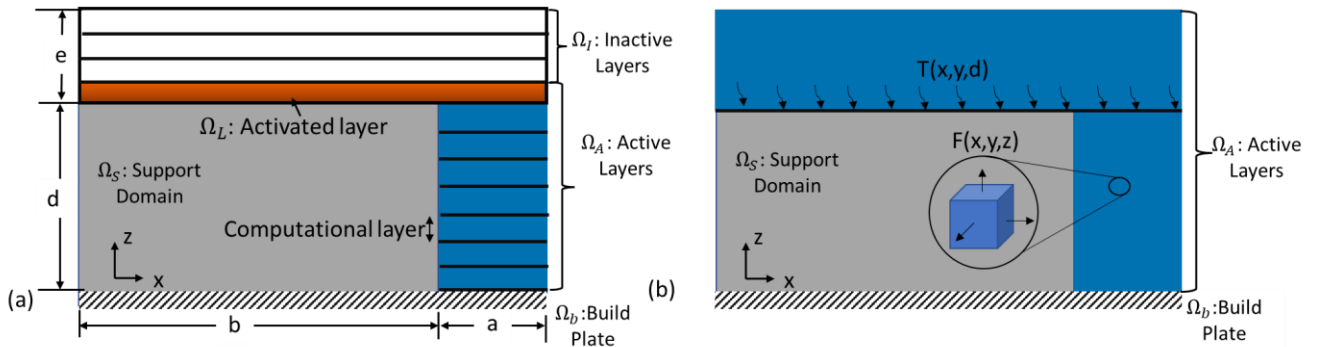 e
Ω_I: Inactive
Layers
Ω_L: Activated layer
Ω_S: Support
Domain
d
Ω_A: Active
Layers
Computational layer
z
x
(a)
b
a
Ω_b:Build
Plate
T(x,y,d)
F(x,y,z)
Ω_S: Support
Domain
Ω_A: Active
Layers
z
x
(b)
Ω_b:Build
Plate